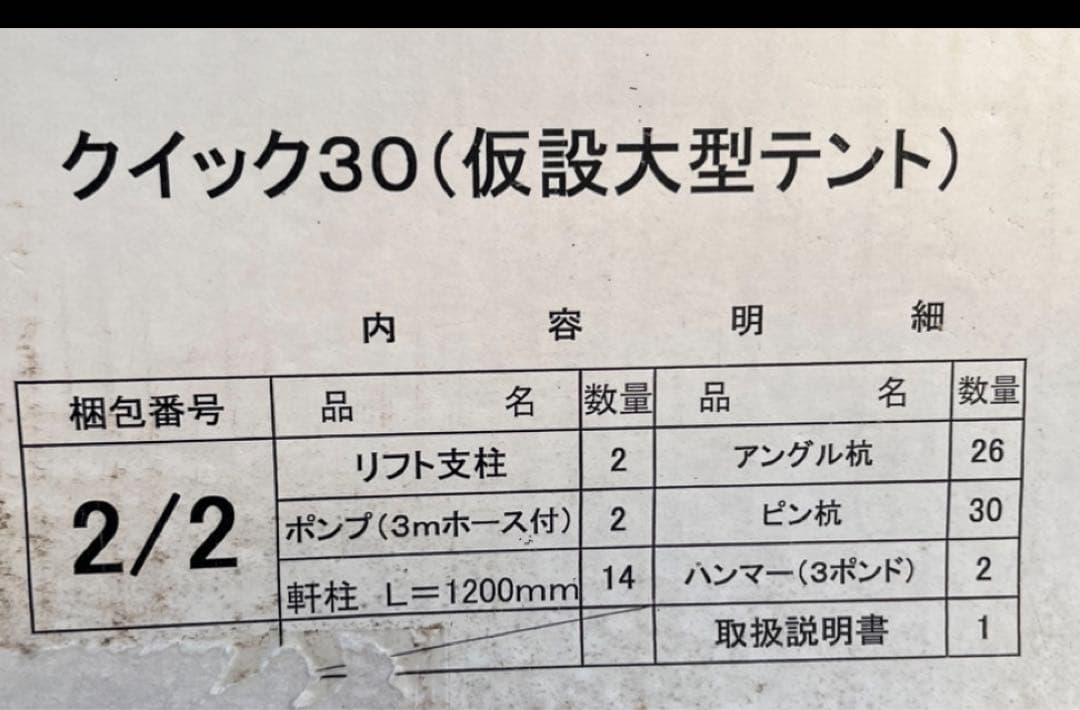 クイック30(仮設大型テント)
内容明細
梱包番号 品名 数量 品名 数量
2/2 リフト支柱 2 アングル杭 26
ポンプ(3mホース付) 2 ピン杭 30
軒柱 L=1200mm 14 ハンマー(3ポンド) 2
取扱説明書 1